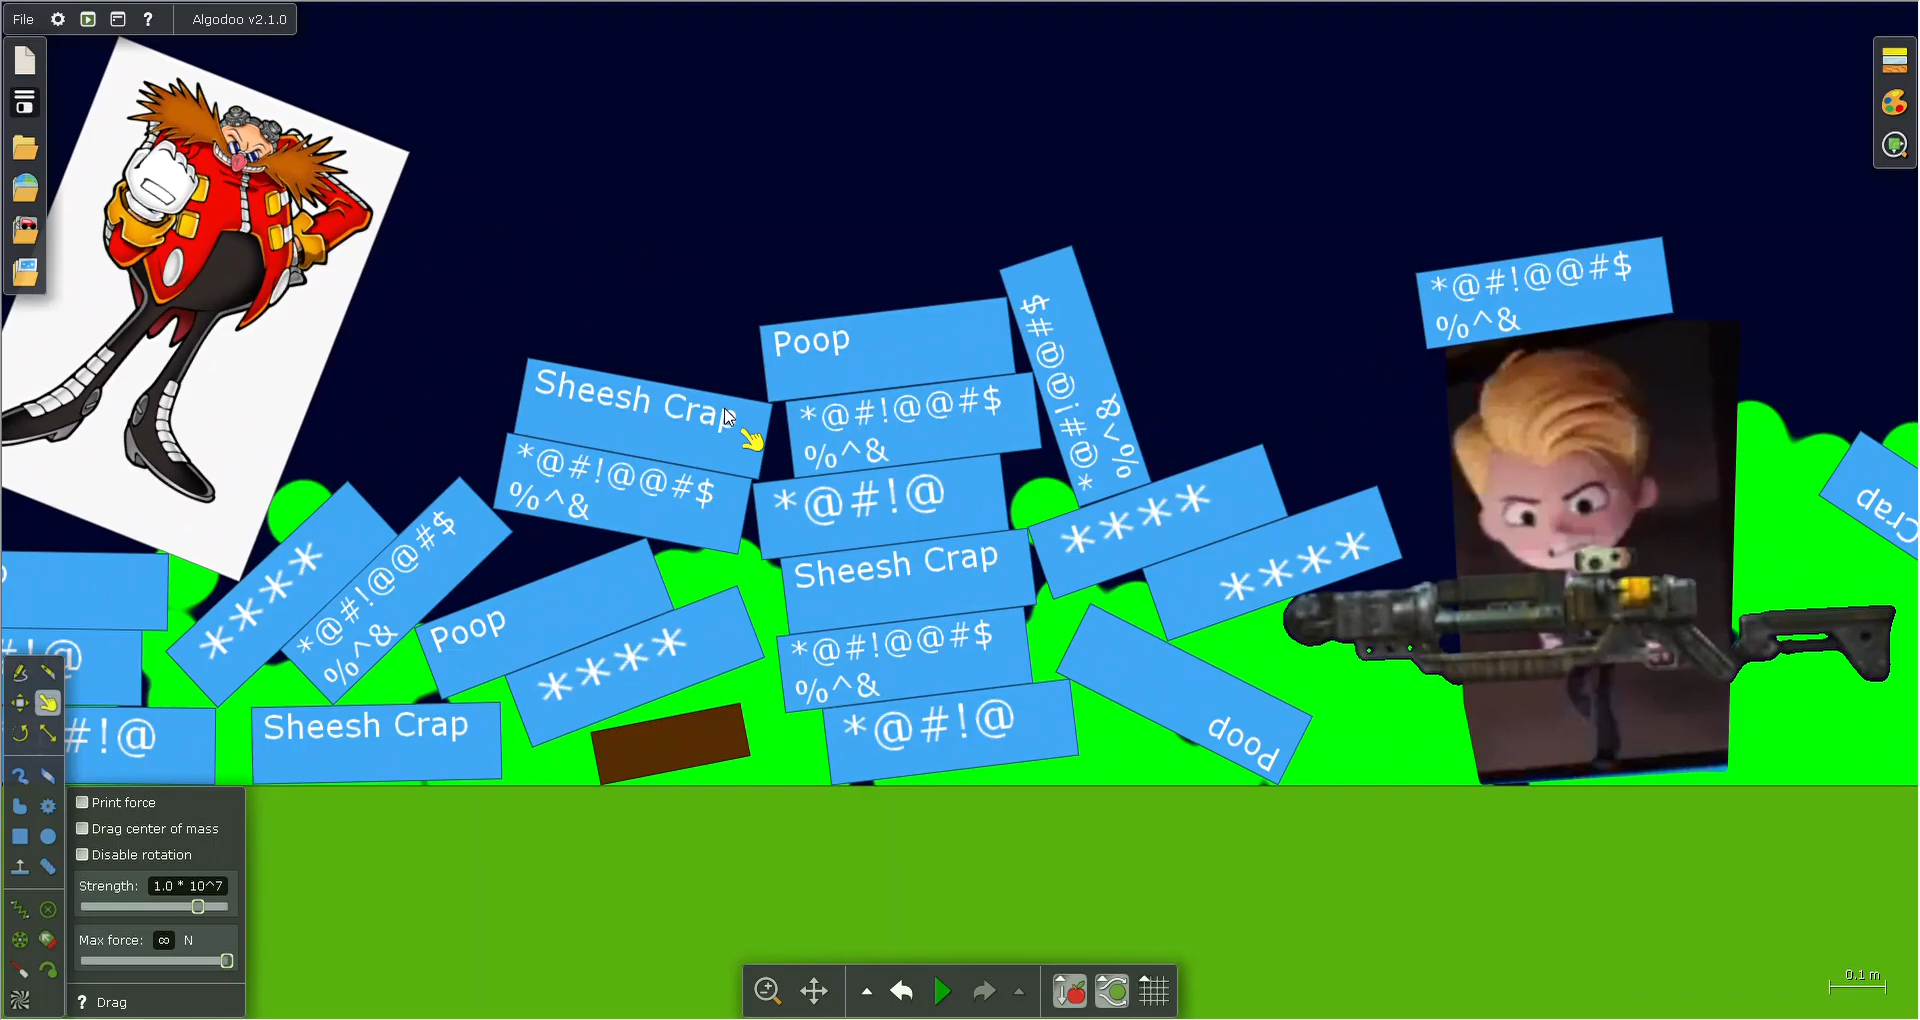 File
Algodoo v2.1.0
*@#!@@#$
%^&
Poop
*@#!@@#$
%^&
Sheesh Crap
*@#!@@#$
%^&
*@#!@@#$
%^&
*@#!@
****
****
Sheesh Crap
Crap
****
*@#!@@#$
%^&
Poop
****
*@#!@@#$
%^&
*@#!@
Poop
Sheesh Crap
#!@
@
Print force
Drag center of mass
Disable rotation
Strength: 1.0 * 10^7
Max force: ∞ N
? Drag
0.1 m